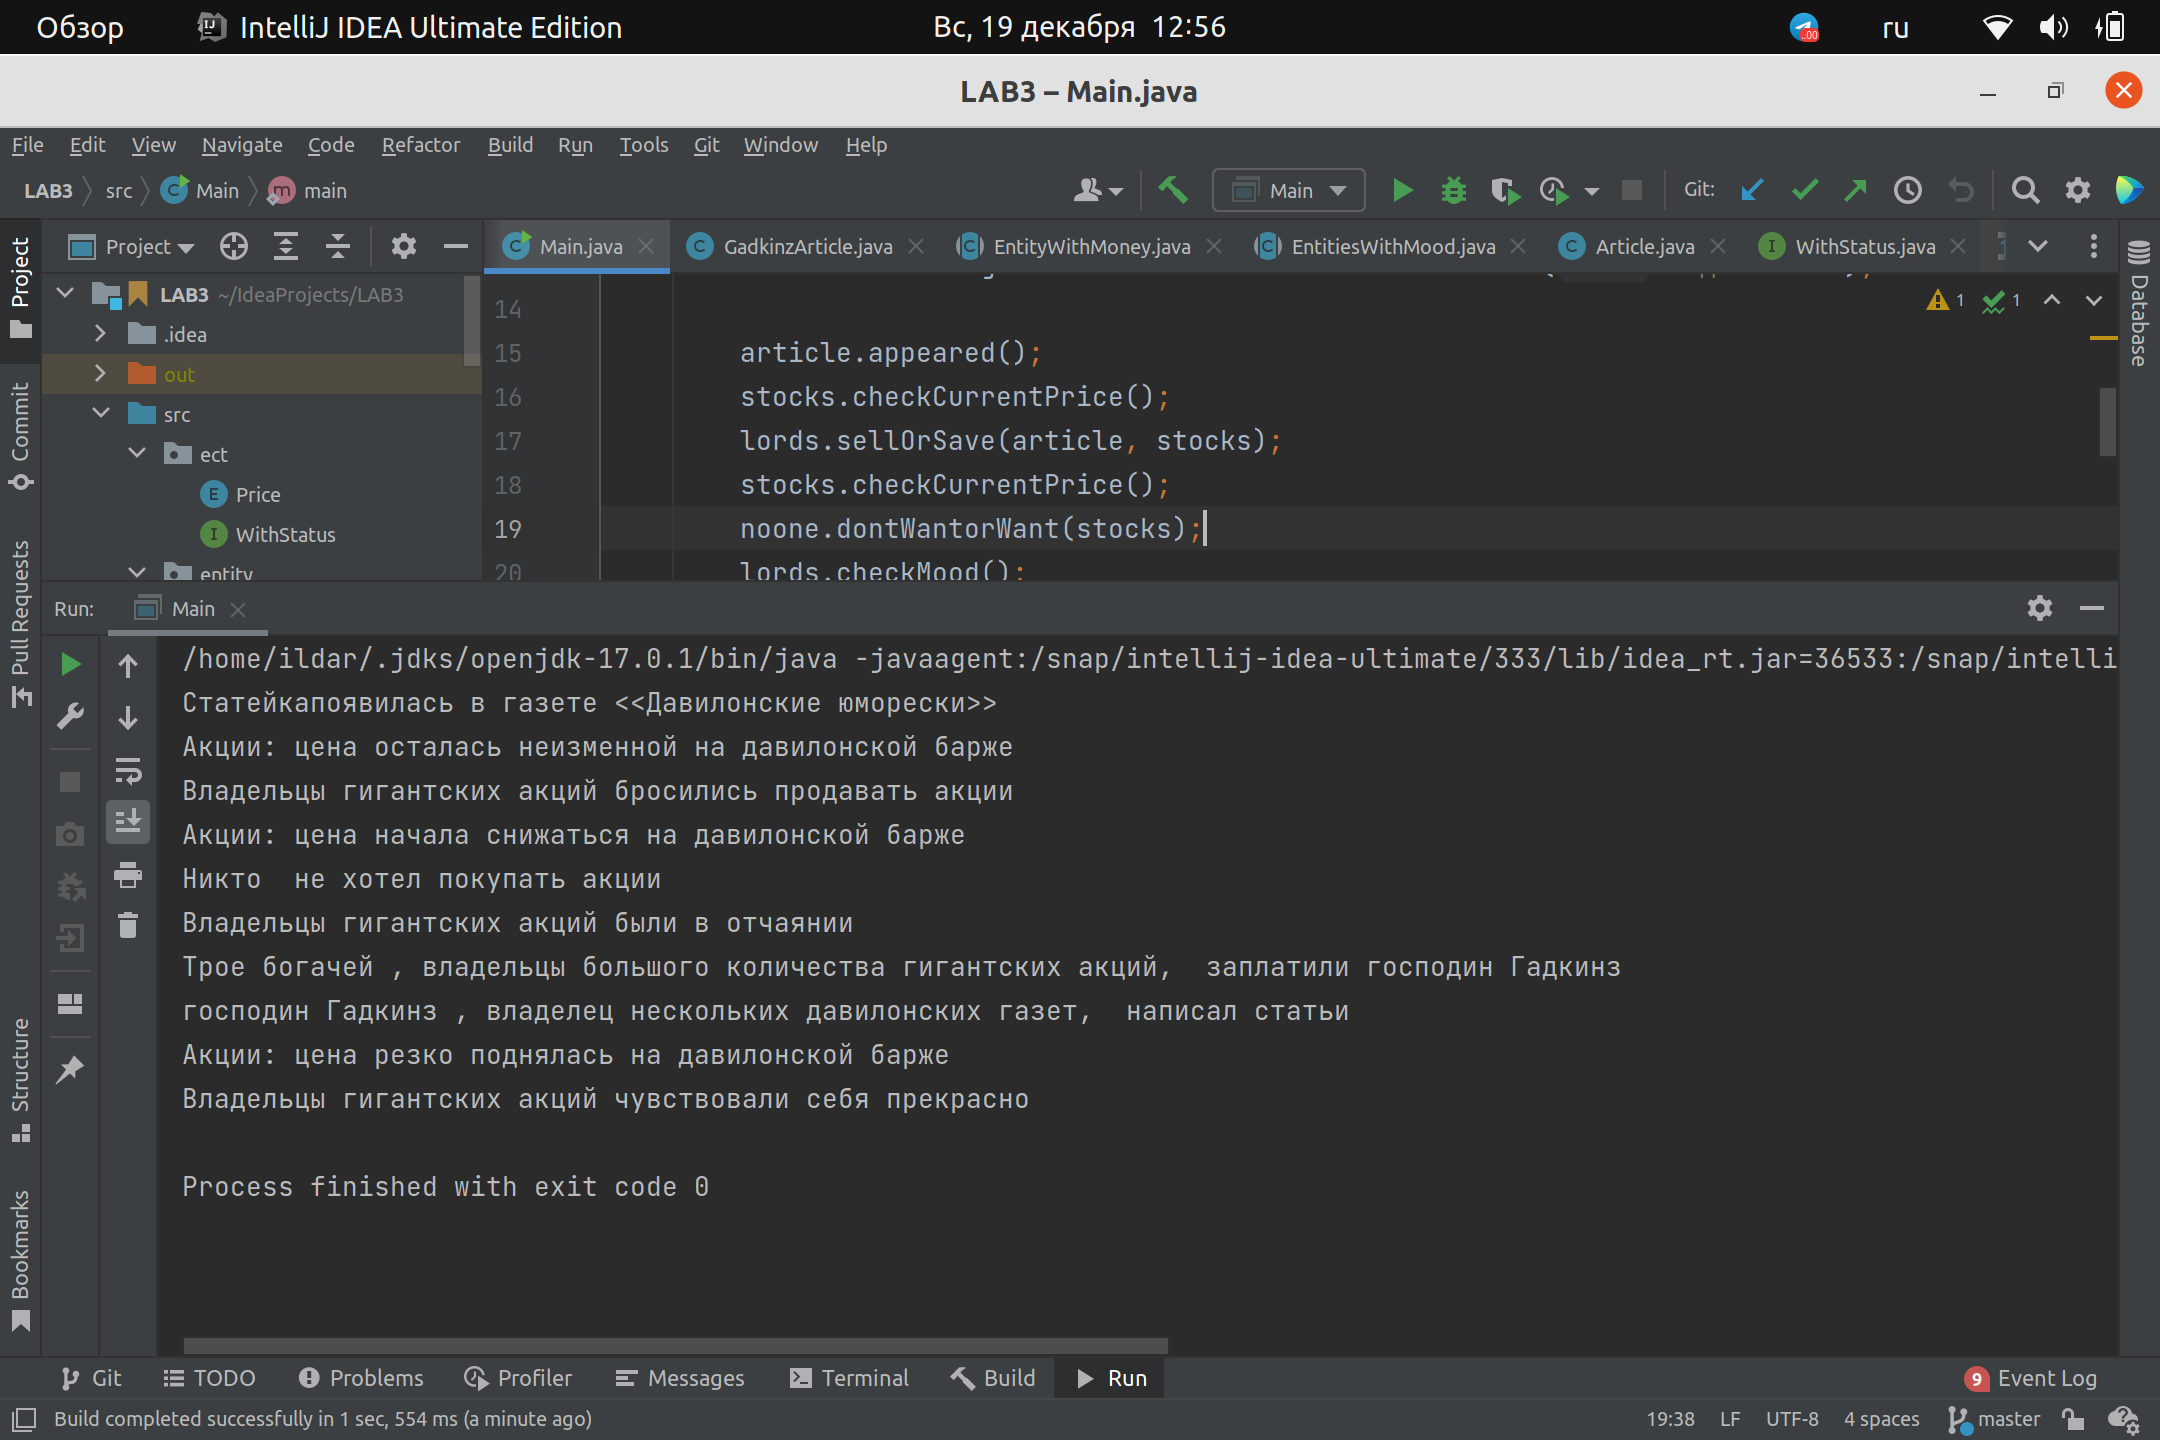 Обзор IntelliJ IDEA Ultimate Edition Вс, 19 декабря 12:56 ru
LAB3 – Main.java
File Edit View Navigate Code Refactor Build Run Tools Git Window Help
LAB3 src Main main Main Git:
Project Main.java GadkinzArticle.java EntityWithMoney.java EntitiesWithMood.java Article.java WithStatus.java
LAB3 ~/IdeaProjects/LAB3
.idea
out
src
ect
Price
WithStatus
entity
1 1
14
15 article.appeared();
16 stocks.checkCurrentPrice();
17 lords.sellOrSave(article, stocks);
18 stocks.checkCurrentPrice();
19 noone.dontWantorWant(stocks);
20 lords.checkMood();
Project
Commit
Pull Requests
Structure
Bookmarks
Database
Run: Main
/home/ildar/.jdks/openjdk-17.0.1/bin/java -javaagent:/snap/intellij-idea-ultimate/333/lib/idea_rt.jar=36533:/snap/intelli
Статейкапоявилась в газете <<Давилонские юморески>>
Акции: цена осталась неизменной на давилонской барже
Владельцы гигантских акций бросились продавать акции
Акции: цена начала снижаться на давилонской барже
Никто  не хотел покупать акции
Владельцы гигантских акций были в отчаянии
Трое богачей , владельцы большого количества гигантских акций,  заплатили господин Гадкинз
господин Гадкинз , владелец нескольких давилонских газет,  написал статьи
Акции: цена резко поднялась на давилонской барже
Владельцы гигантских акций чувствовали себя прекрасно
Process finished with exit code 0
Git TODO Problems Profiler Messages Terminal Build Run 9 Event Log
Build completed successfully in 1 sec, 554 ms (a minute ago) 19:38 LF UTF-8 4 spaces master